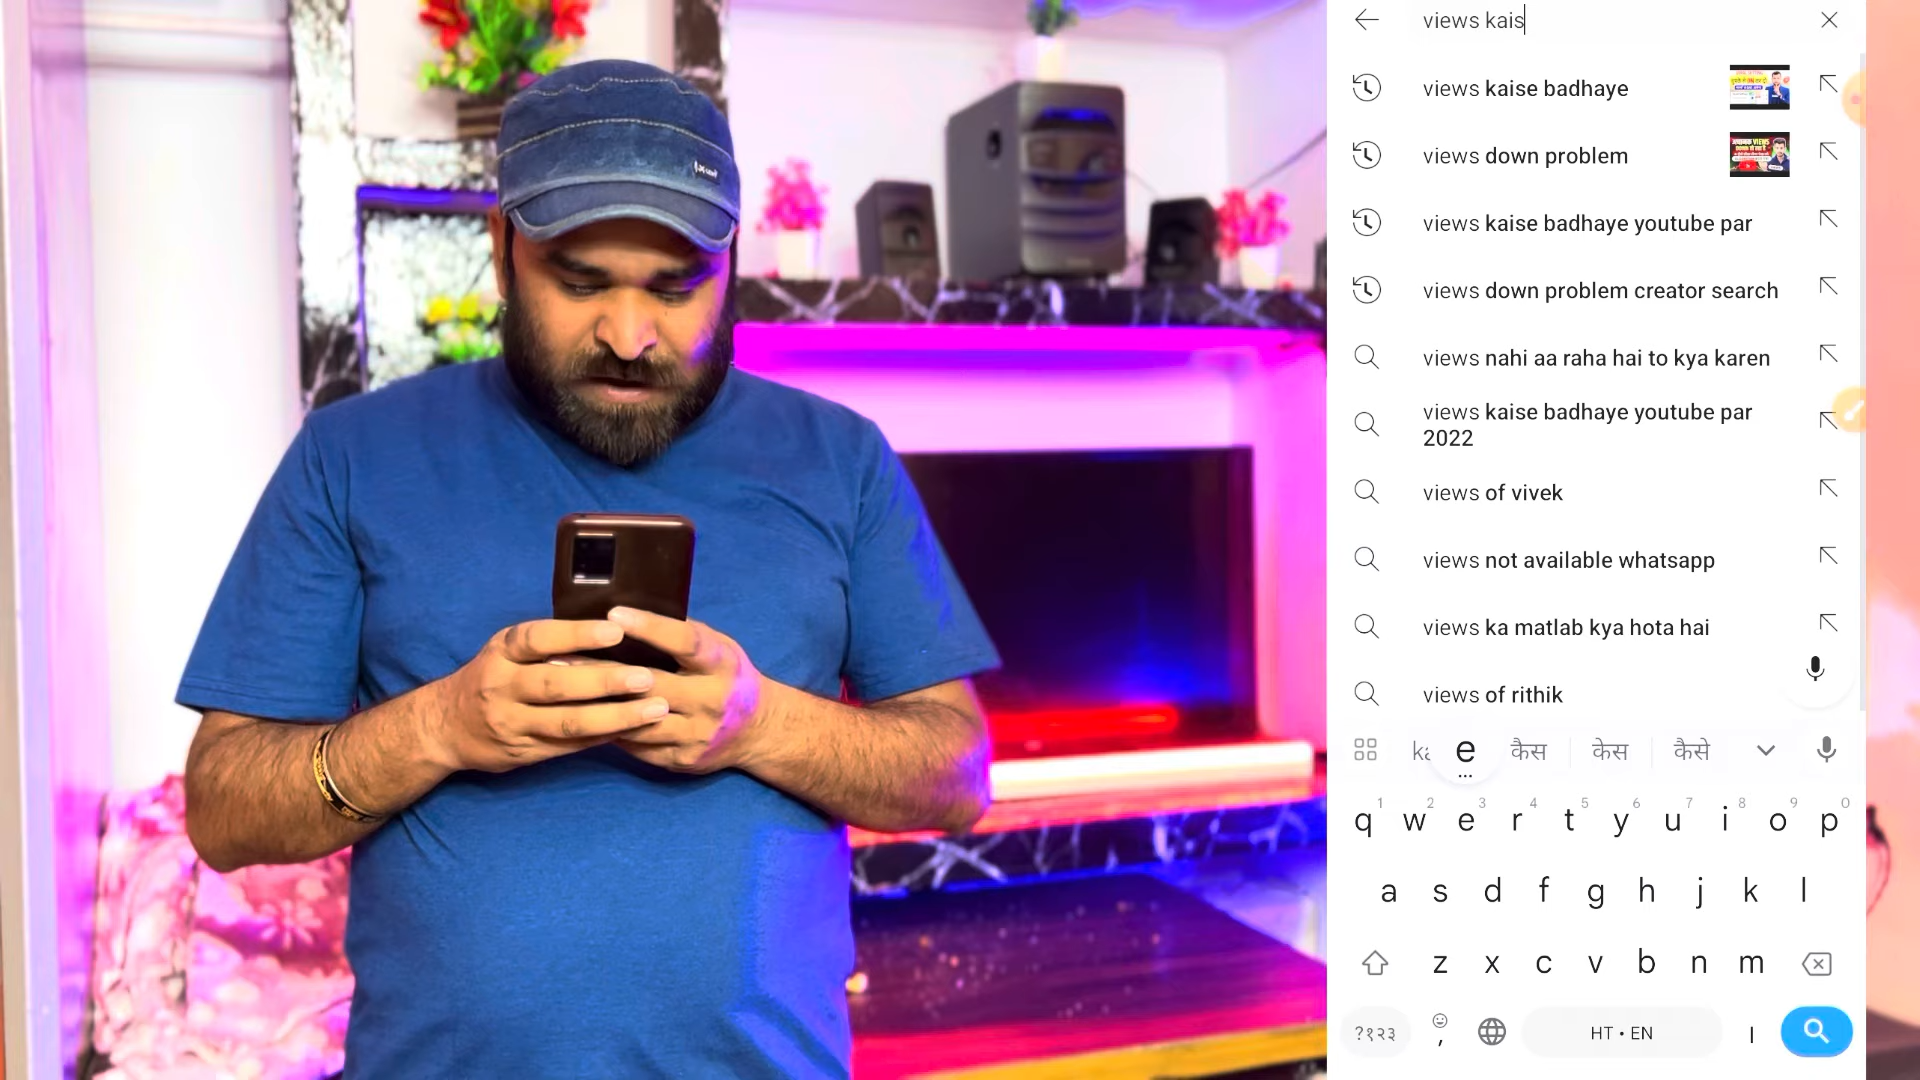 views kais
views kaise badhaye
views down problem
views kaise badhaye youtube par
views down problem creator search
views nahi aa raha hai to kya karen
views kaise badhaye youtube par
2022
views of vivek
views not available whatsapp
views ka matlab kya hota hai
views of rithik
e कैस केस कैसे
1 2 3 4 5 6 7 8 9 0
q w e r t y u i o p
a s d f g h j k l
z x c v b n m
?१२३ , HT • EN ।